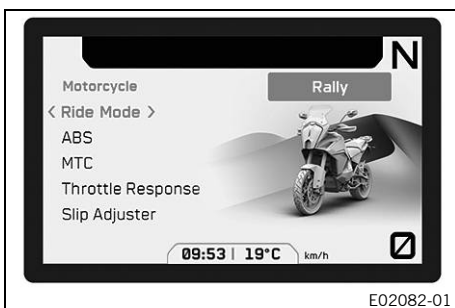 N
Motorcycle Rally
< Ride Mode >
ABS
MTC
Throttle Response
Slip Adjuster
09:53 | 19°C km/h
E02082-01